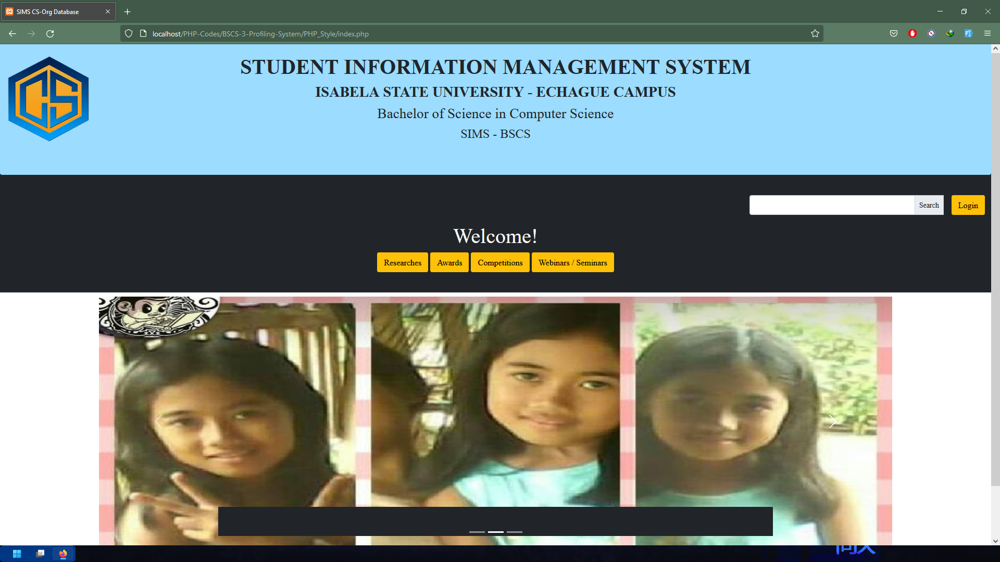 SIMS CS-Org Database
localhost/PHP-Codes/BSCS-3-Profiling-System/PHP_Style/index.php
CS
STUDENT INFORMATION MANAGEMENT SYSTEM
ISABELA STATE UNIVERSITY - ECHAGUE CAMPUS
Bachelor of Science in Computer Science
SIMS - BSCS
Search
Login
Welcome!
Researches
Awards
Competitions
Webinars / Seminars